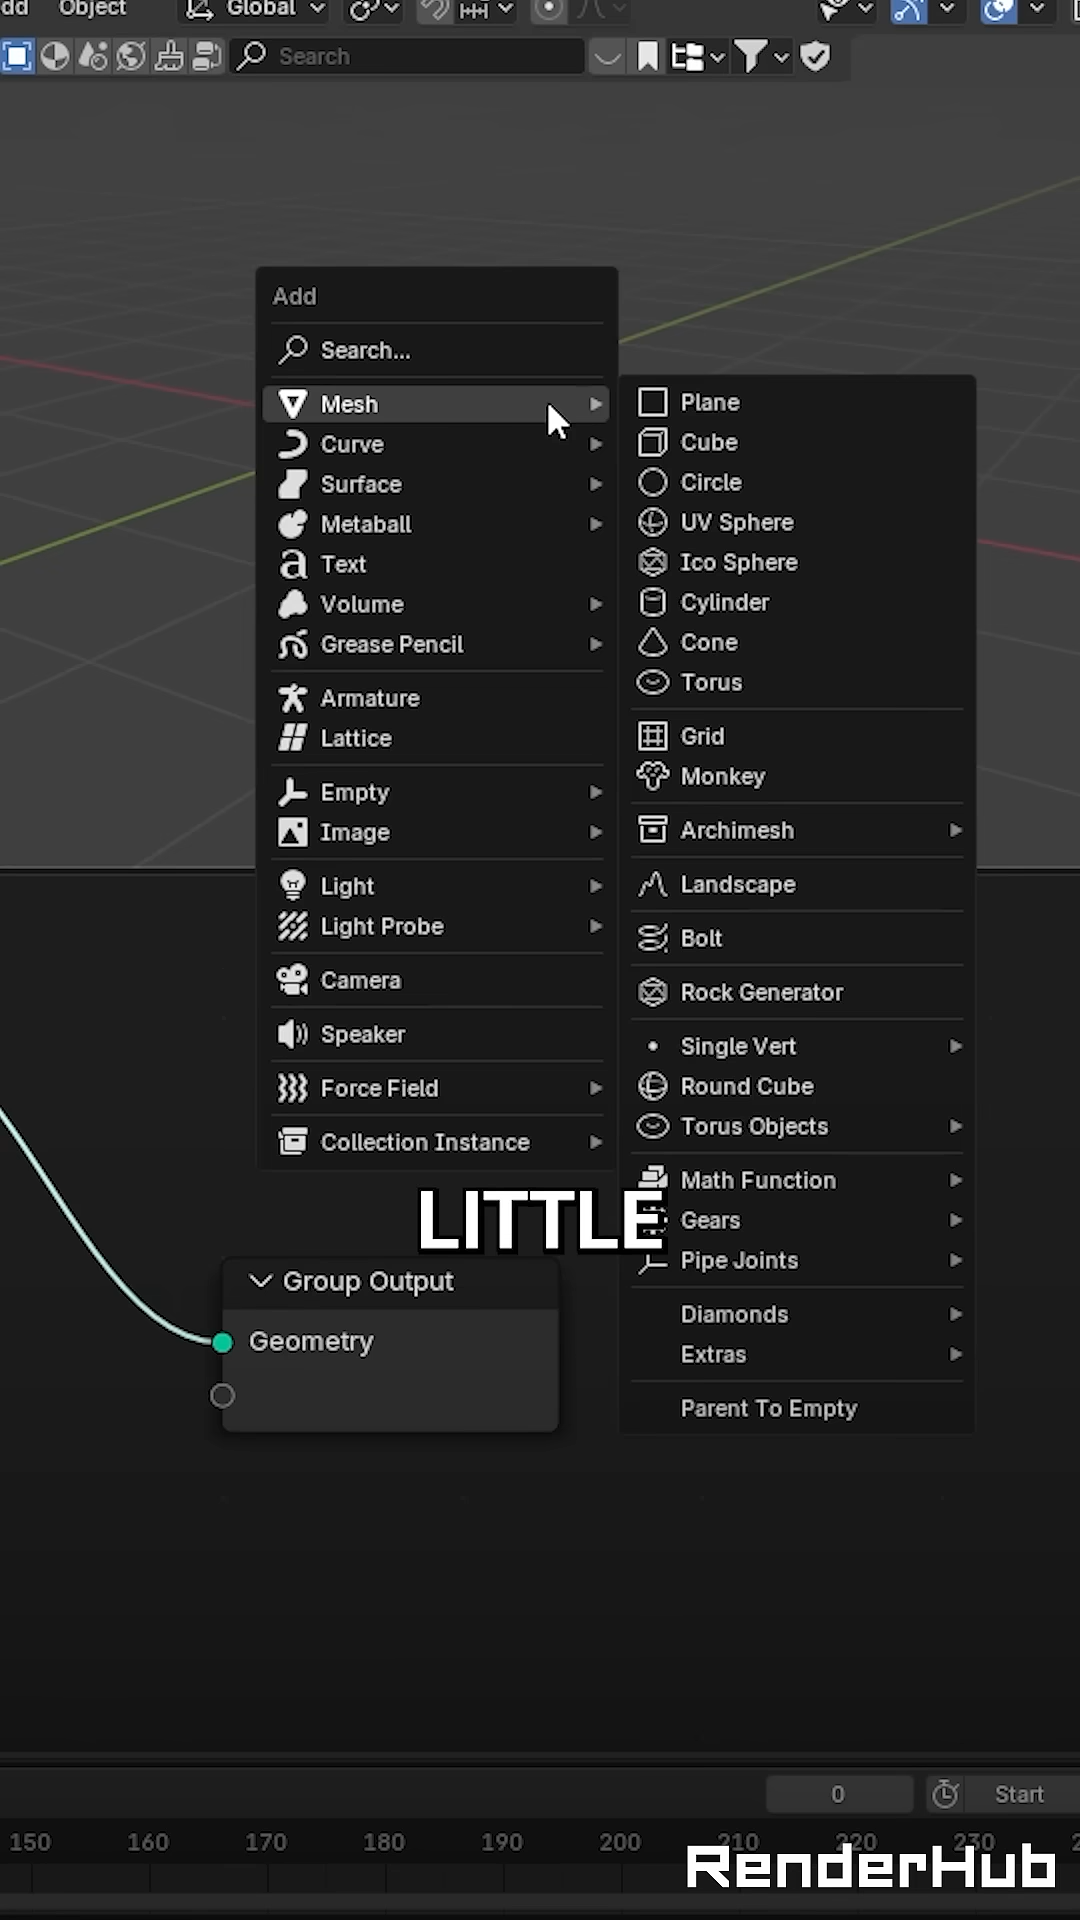 dd Object Global
Search
Add
Search...
Mesh
Curve
Surface
Metaball
Text
Volume
Grease Pencil
Armature
Lattice
Empty
Image
Light
Light Probe
Camera
Speaker
Force Field
Collection Instance
Plane
Cube
Circle
UV Sphere
Ico Sphere
Cylinder
Cone
Torus
Grid
Monkey
Archimesh
Landscape
Bolt
Rock Generator
Single Vert
Round Cube
Torus Objects
Math Function
Gears
Pipe Joints
Diamonds
Extras
Parent To Empty
LITTLE
Group Output
Geometry
0 Start
150 160 170 180 190 200 210 220 230
RenderHub